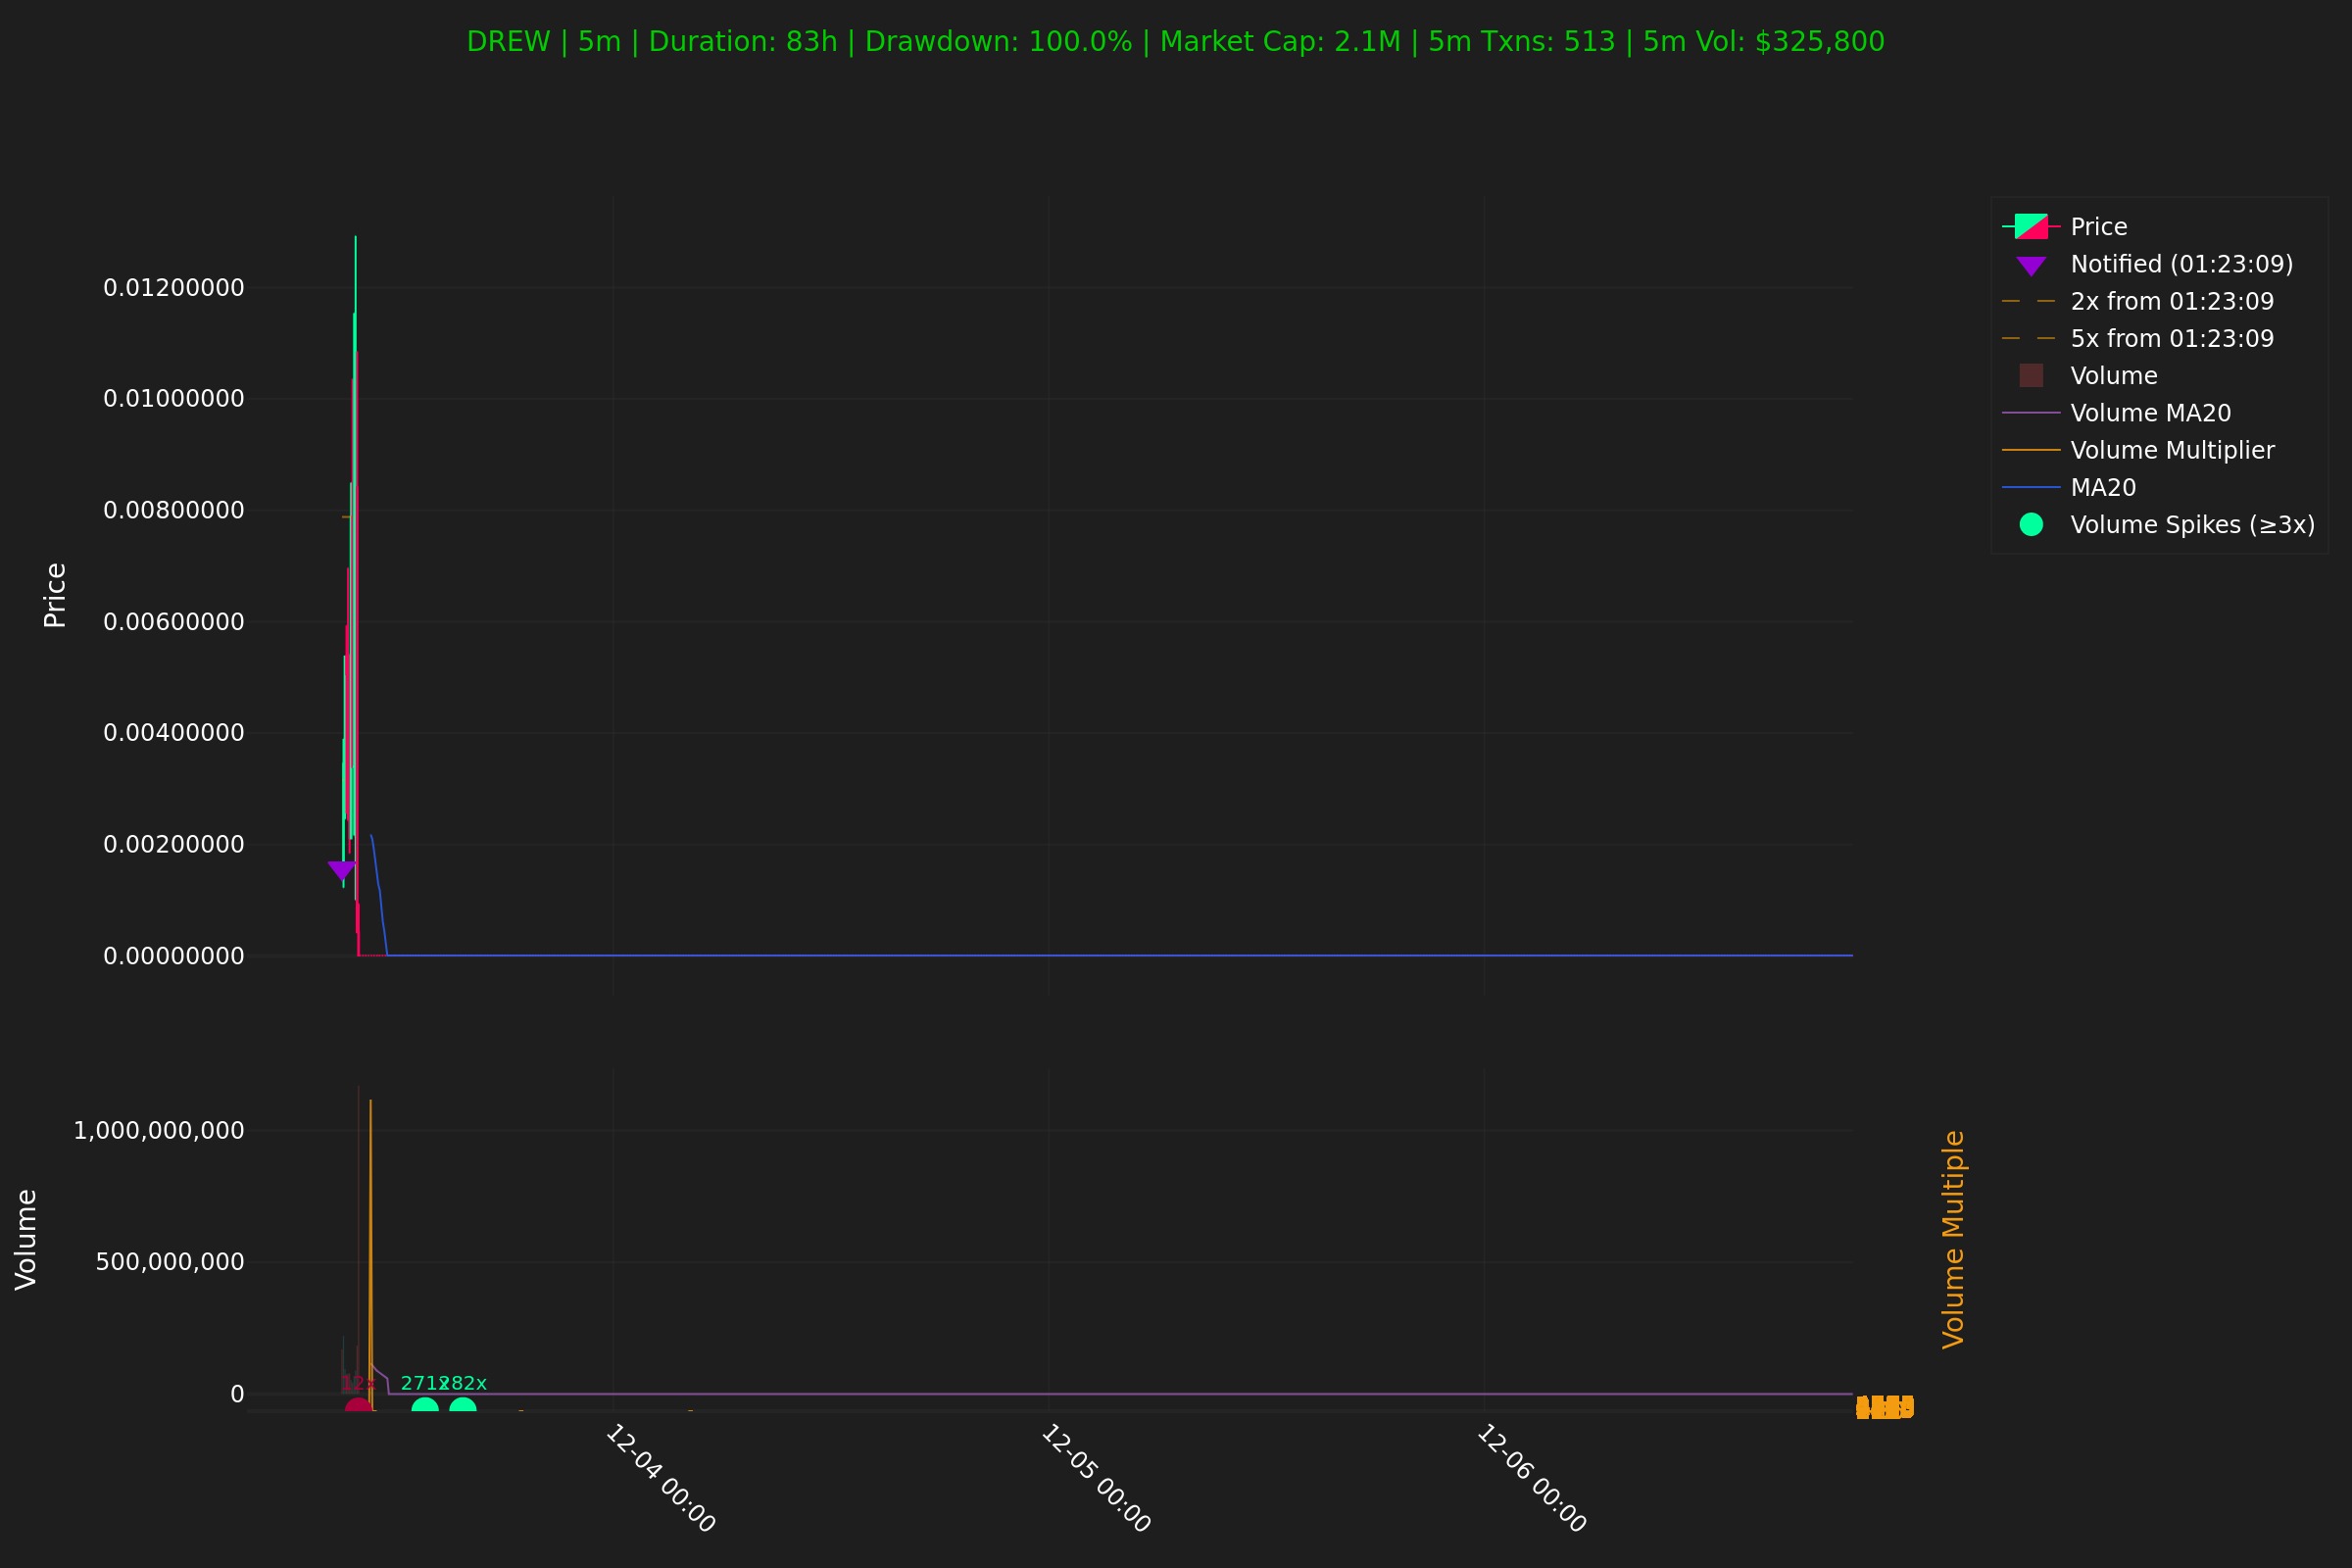 DREW | 5m | Duration: 83h | Drawdown: 100.0% | Market Cap: 2.1M | 5m Txns: 513 | 5m Vol: $325,800
Price
0.01200000
0.01000000
0.00800000
0.00600000
0.00400000
0.00200000
0.00000000
Price
Notified (01:23:09)
2x from 01:23:09
5x from 01:23:09
Volume
Volume MA20
Volume Multiplier
MA20
Volume Spikes (≥3x)
Volume
1,000,000,000
500,000,000
0
12x
271x
282x
Volume Multiple
12-04 00:00
12-05 00:00
12-06 00:00